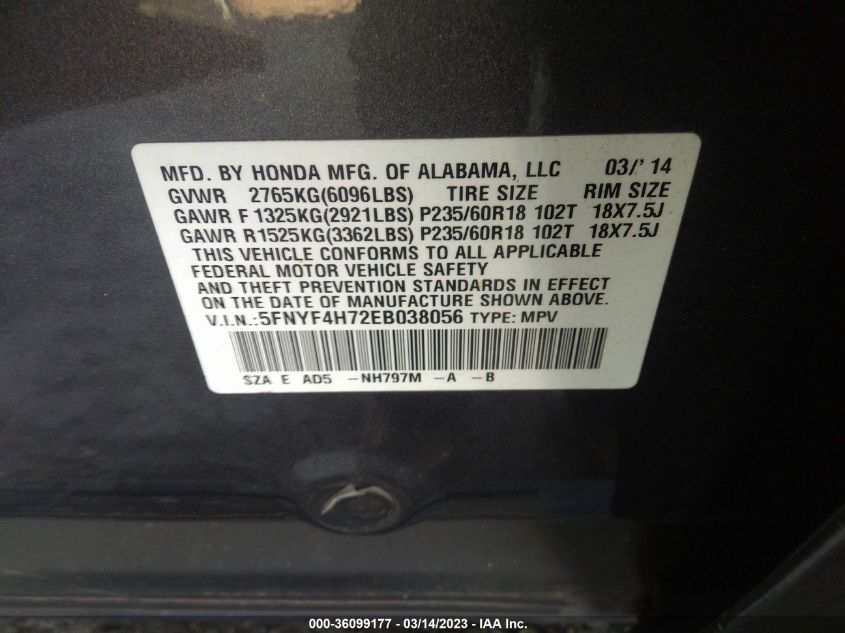 MFD. BY HONDA MFG. OF ALABAMA, LLC 03/' 14
GVWR 2765KG(6096LBS) TIRE SIZE RIM SIZE
GAWR F 1325KG(2921LBS) P235/60R18 102T 18X7.5J
GAWR R1525KG(3362LBS) P235/60R18 102T 18X7.5J
THIS VEHICLE CONFORMS TO ALL APPLICABLE
FEDERAL MOTOR VEHICLE SAFETY
AND THEFT PREVENTION STANDARDS IN EFFECT
ON THE DATE OF MANUFACTURE SHOWN ABOVE.
V.I.N.:5FNYF4H72EB038056 TYPE: MPV
SZA E AD5 -NH797M -A -B
000-36099177 - 03/14/2023 - IAA Inc.